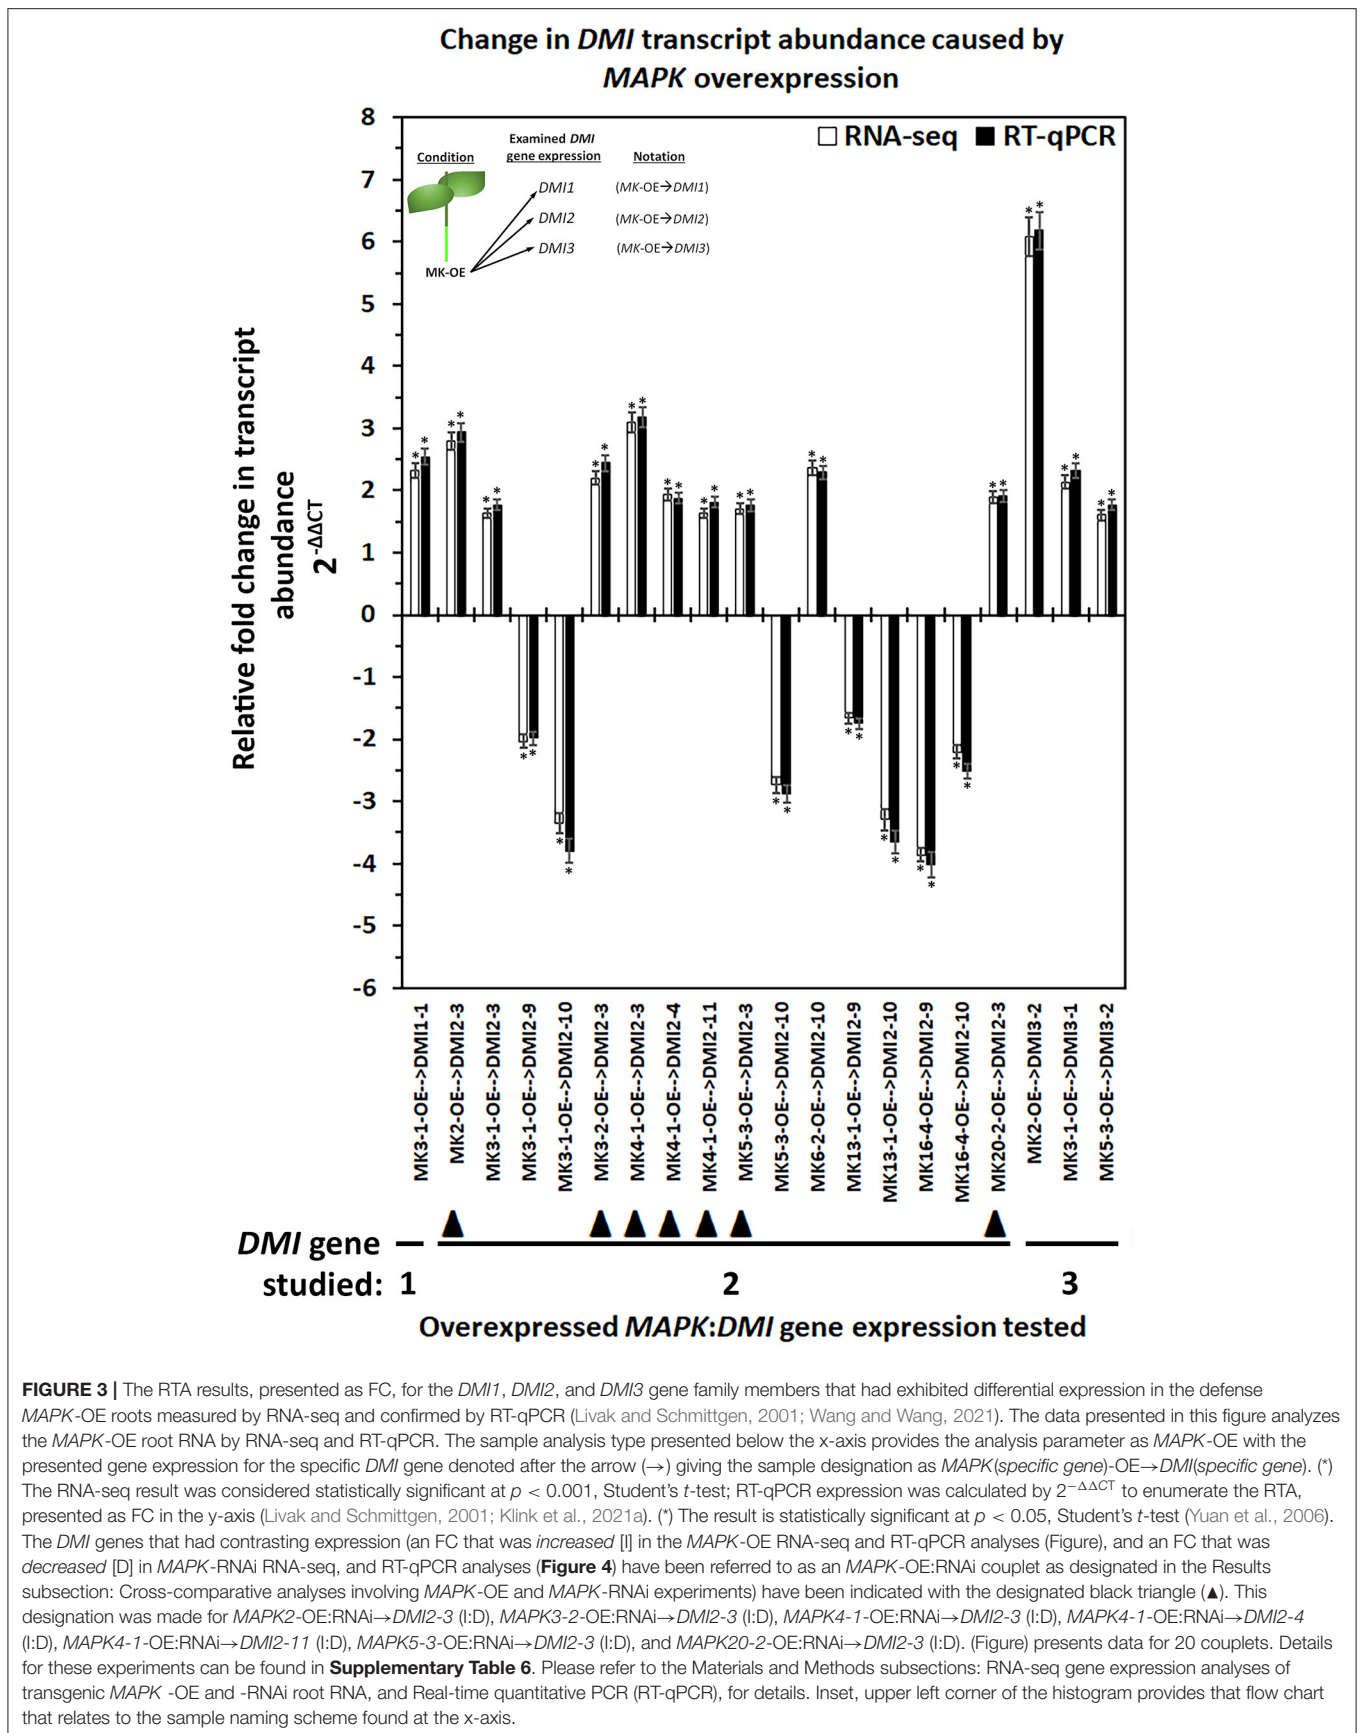 Change in DMI transcript abundance caused by
MAPK overexpression
RNA-seq RT-qPCR
Condition
Examined DMI
gene expression
Notation
DMI1 (MK-OE→DMI1)
DMI2 (MK-OE→DMI2)
DMI3 (MK-OE→DMI3)
MK-OE
Relative fold change in transcript
abundance
2^-ΔΔCT
8
7
6
5
4
3
2
1
0
-1
-2
-3
-4
-5
-6
* * * * * * * * * * * * * * * * * * * * * * * * * * * * * * * * * * * * * * * *
MK3-1-OE-->DMI1-1
MK2-OE-->DMI2-3
MK3-1-OE-->DMI2-3
MK3-1-OE-->DMI2-9
MK3-1-OE-->DMI2-10
MK3-2-OE-->DMI2-3
MK4-1-OE-->DMI2-3
MK4-1-OE-->DMI2-4
MK4-1-OE-->DMI2-11
MK5-3-OE-->DMI2-3
MK5-3-OE-->DMI2-10
MK6-2-OE-->DMI2-10
MK13-1-OE-->DMI2-9
MK13-1-OE-->DMI2-10
MK16-4-OE-->DMI2-9
MK16-4-OE-->DMI2-10
MK20-2-OE-->DMI2-3
MK2-OE-->DMI3-2
MK3-1-OE-->DMI3-1
MK5-3-OE-->DMI3-2
DMI gene
studied: 1 2 3
Overexpressed MAPK:DMI gene expression tested
FIGURE 3 | The RTA results, presented as FC, for the DMI1, DMI2, and DMI3 gene family members that had exhibited differential expression in the defense
MAPK-OE roots measured by RNA-seq and confirmed by RT-qPCR (Livak and Schmittgen, 2001; Wang and Wang, 2021). The data presented in this figure analyzes
the MAPK-OE root RNA by RNA-seq and RT-qPCR. The sample analysis type presented below the x-axis provides the analysis parameter as MAPK-OE with the
presented gene expression for the specific DMI gene denoted after the arrow (→) giving the sample designation as MAPK(specific gene)-OE→DMI(specific gene). (*)
The RNA-seq result was considered statistically significant at p < 0.001, Student's t-test; RT-qPCR expression was calculated by 2^−ΔΔCT to enumerate the RTA,
presented as FC in the y-axis (Livak and Schmittgen, 2001; Klink et al., 2021a). (*) The result is statistically significant at p < 0.05, Student's t-test (Yuan et al., 2006).
The DMI genes that had contrasting expression (an FC that was increased [I] in the MAPK-OE RNA-seq and RT-qPCR analyses (Figure), and an FC that was
decreased [D] in MAPK-RNAi RNA-seq, and RT-qPCR analyses (Figure 4) have been referred to as an MAPK-OE:RNAi couplet as designated in the Results
subsection: Cross-comparative analyses involving MAPK-OE and MAPK-RNAi experiments) have been indicated with the designated black triangle (▲). This
designation was made for MAPK2-OE:RNAi→DMI2-3 (I:D), MAPK3-2-OE:RNAi→DMI2-3 (I:D), MAPK4-1-OE:RNAi→DMI2-3 (I:D), MAPK4-1-OE:RNAi→DMI2-4
(I:D), MAPK4-1-OE:RNAi→DMI2-11 (I:D), MAPK5-3-OE:RNAi→DMI2-3 (I:D), and MAPK20-2-OE:RNAi→DMI2-3 (I:D). (Figure) presents data for 20 couplets. Details
for these experiments can be found in Supplementary Table 6. Please refer to the Materials and Methods subsections: RNA-seq gene expression analyses of
transgenic MAPK -OE and -RNAi root RNA, and Real-time quantitative PCR (RT-qPCR), for details. Inset, upper left corner of the histogram provides that flow chart
that relates to the sample naming scheme found at the x-axis.